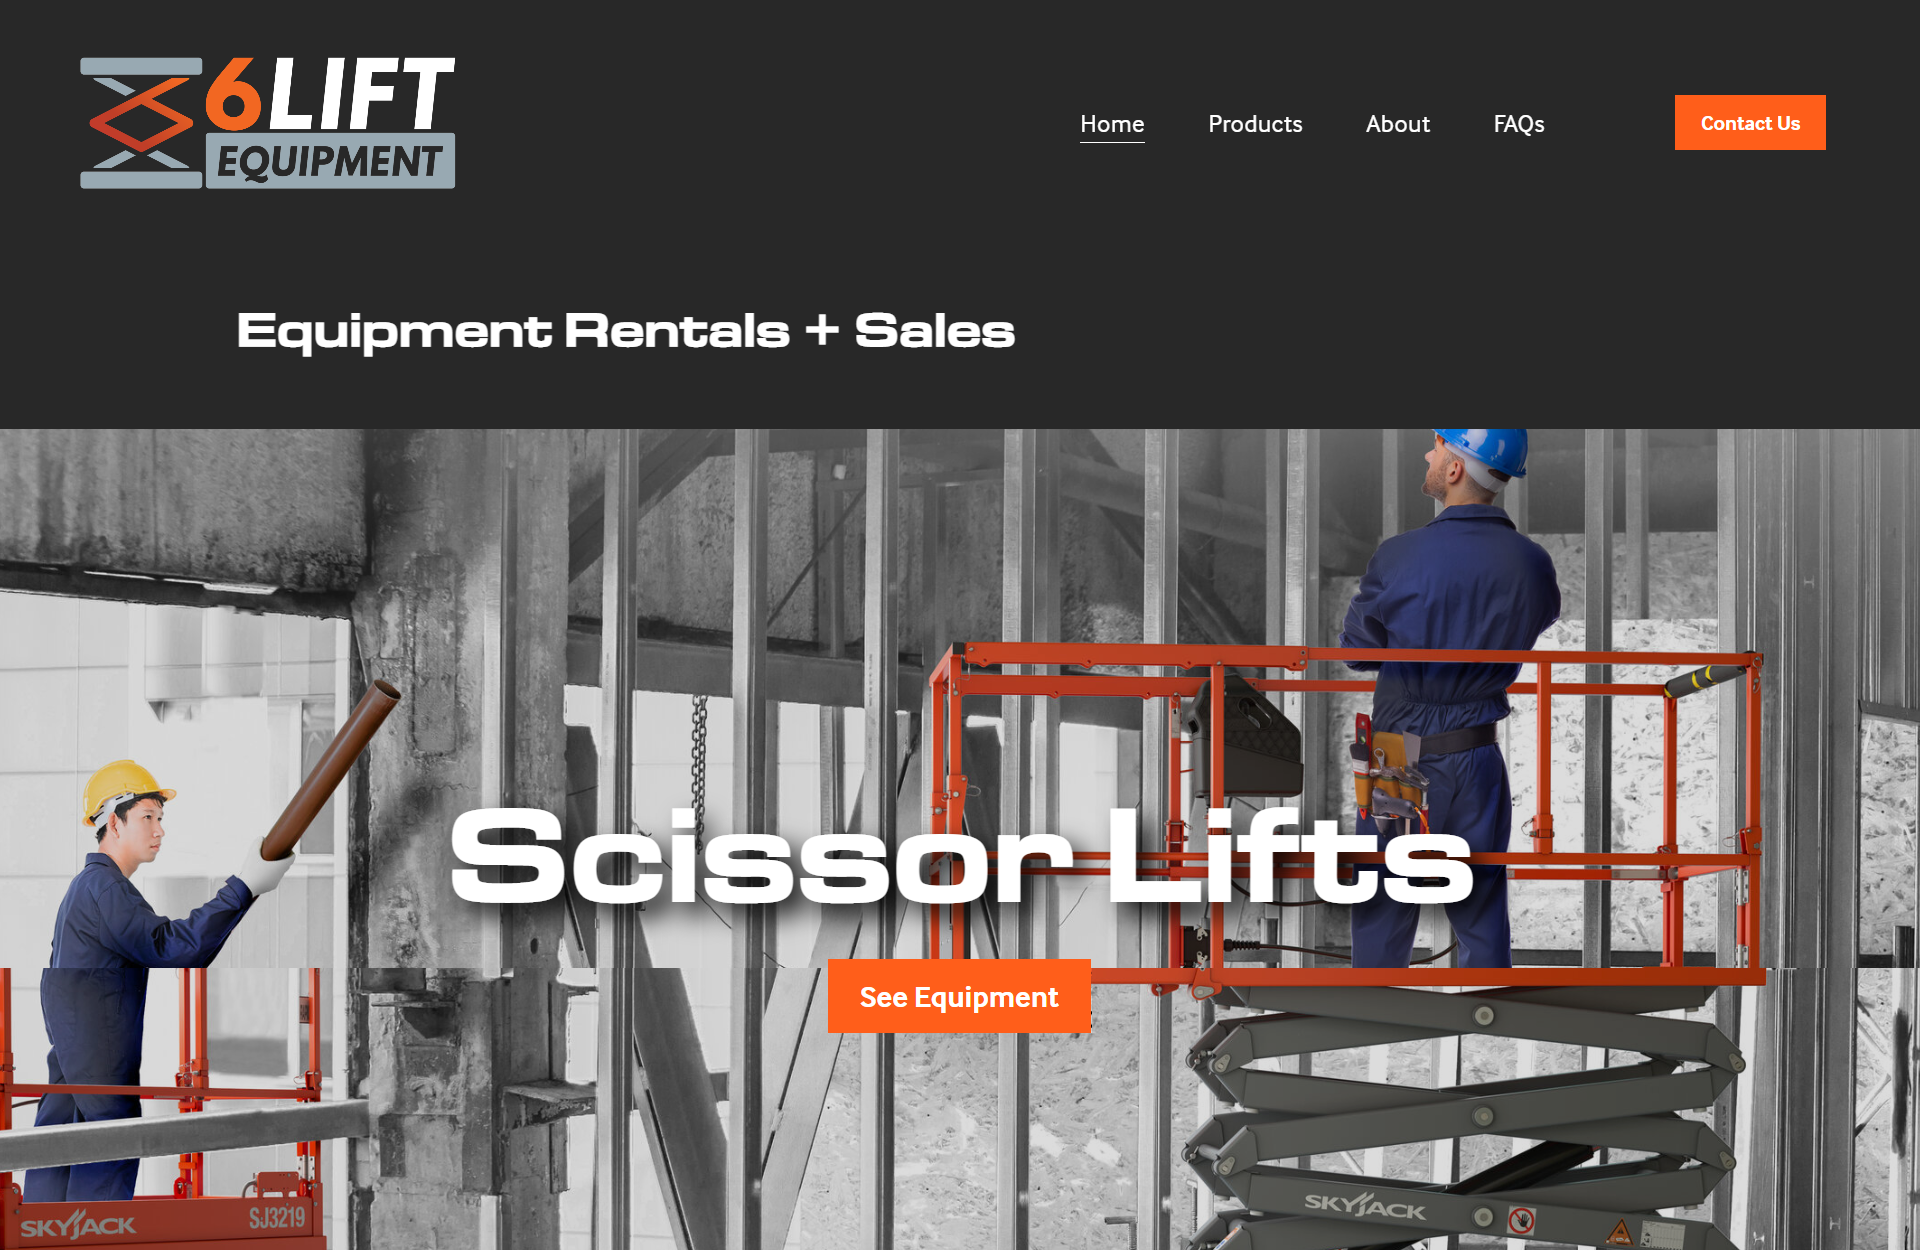 6LIFT
EQUIPMENT
Home
Products
About
FAQs
Contact Us
Equipment Rentals + Sales
Scissor Lifts
See Equipment
SKYJACK
SJ3219
SKYJACK